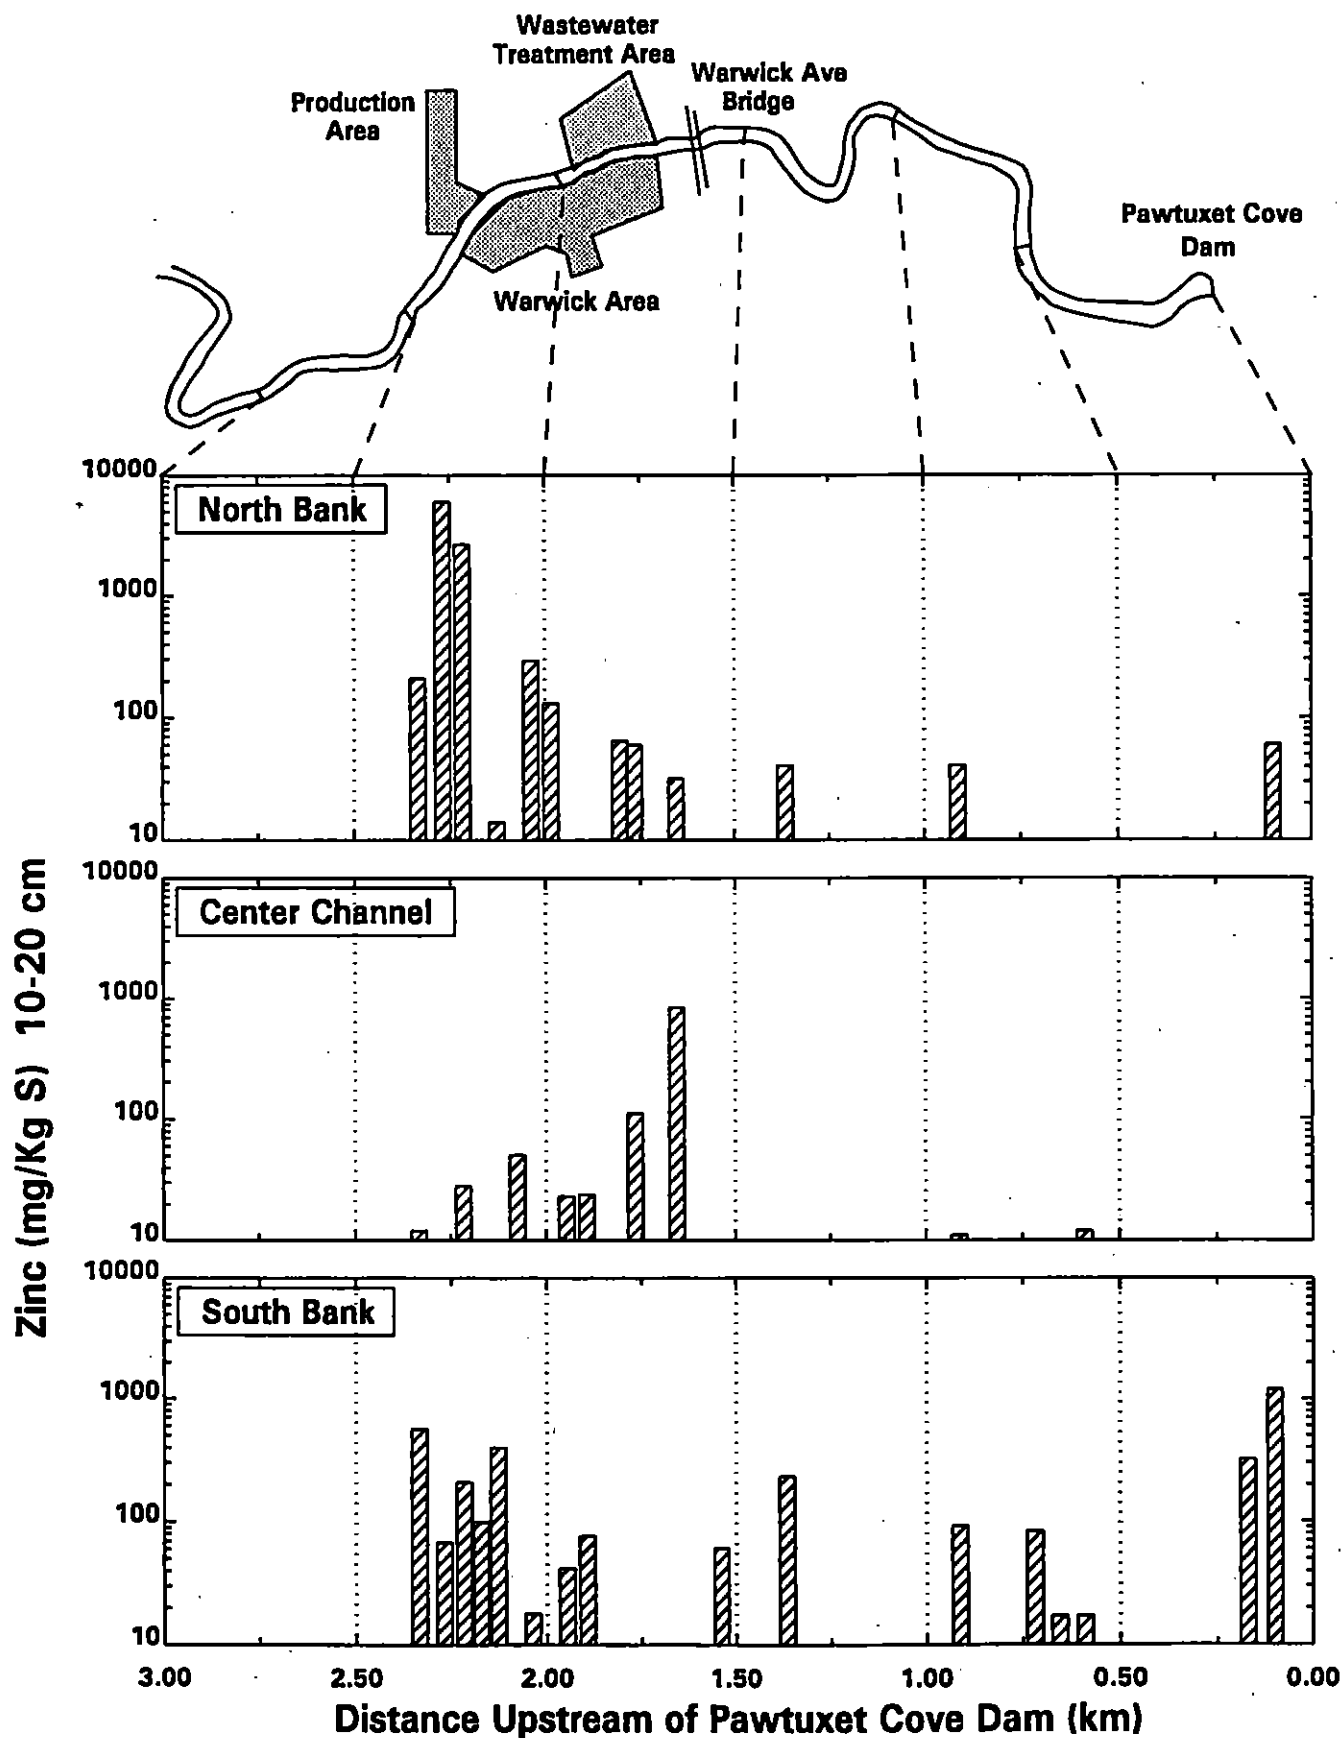 Wastewater
Treatment Area
Warwick Ave
Bridge
Production
Area
Pawtuxet Cove
Dam
Warwick Area
10000
North Bank
1000
100
10
10000
Center Channel
1000
100
10
Zinc (mg/Kg S) 10-20 cm
10000
South Bank
1000
100
10
3.00 2.50 2.00 1.50 1.00 0.50 0.00
Distance Upstream of Pawtuxet Cove Dam (km)